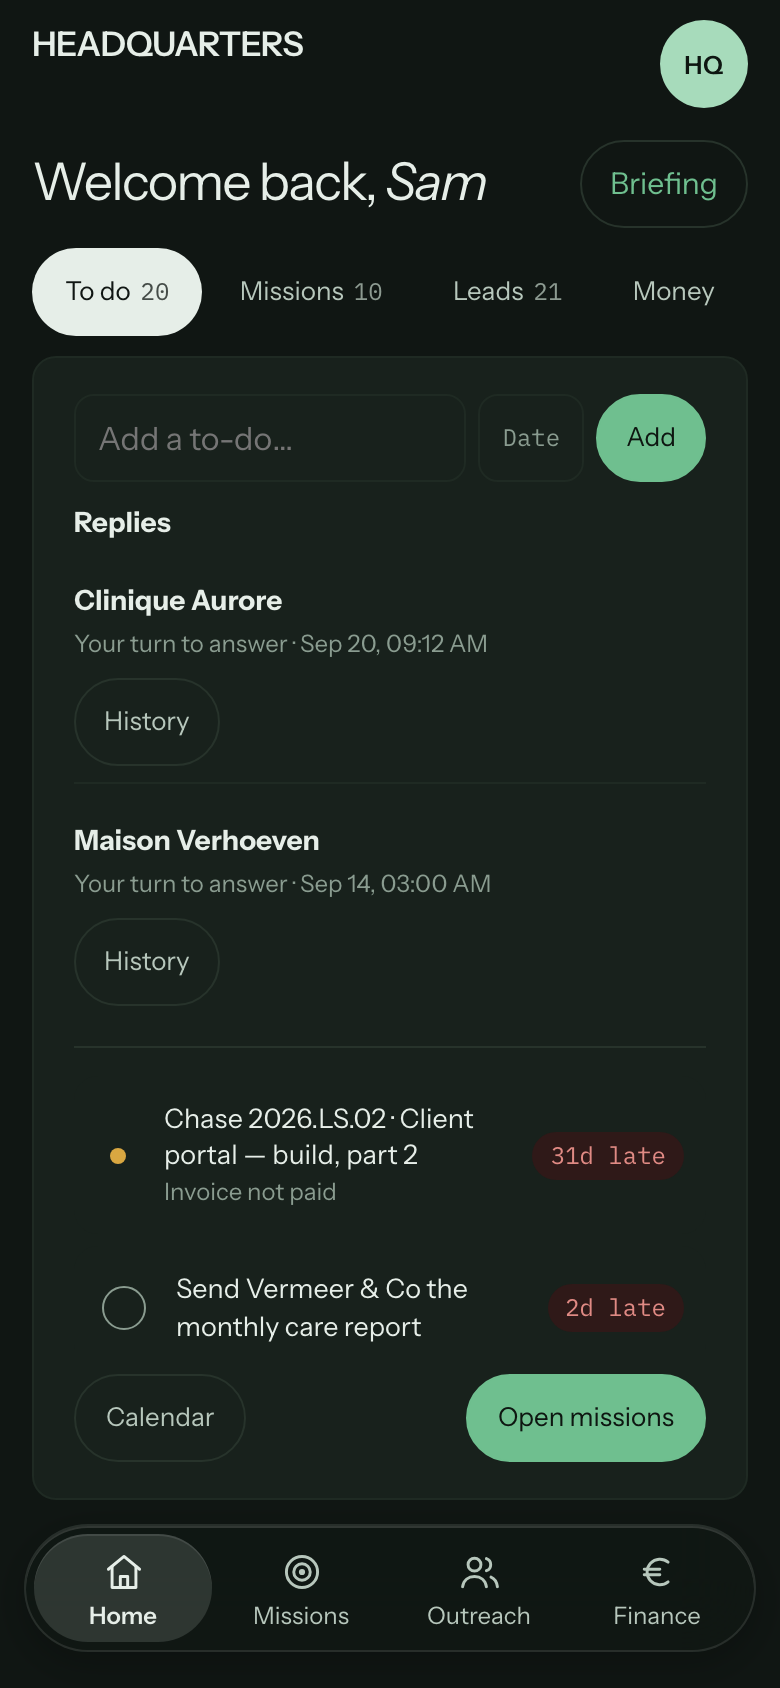 HEADQUARTERS
HQ
Welcome back, Sam
Briefing
To do 20
Missions 10
Leads 21
Money
Add a to-do...
Date
Add
Replies
Clinique Aurore
Your turn to answer · Sep 20, 09:12 AM
History
Maison Verhoeven
Your turn to answer · Sep 14, 03:00 AM
History
Chase 2026.LS.02 · Client
portal — build, part 2
Invoice not paid
31d late
Send Vermeer & Co the
monthly care report
2d late
Calendar
Open missions
Home
Missions
Outreach
Finance